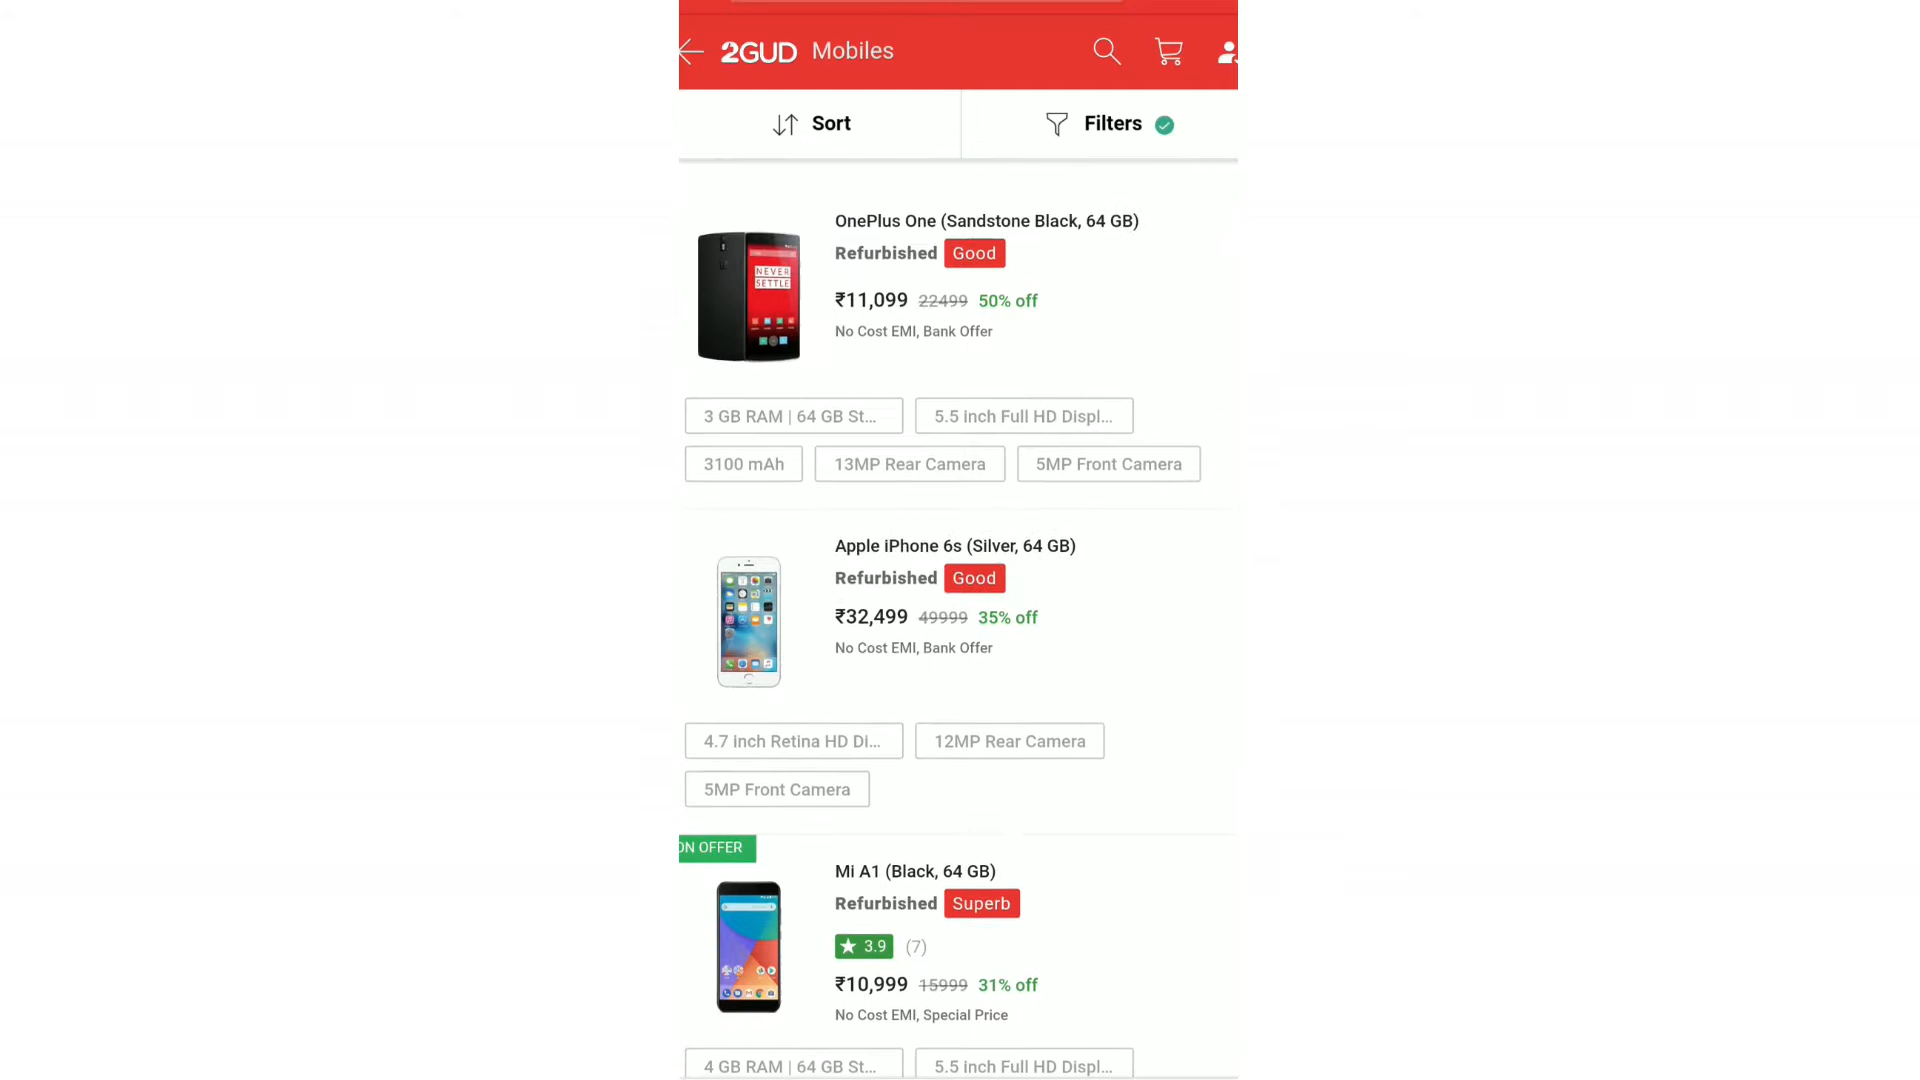 2GUD Mobiles
Sort
Filters
OnePlus One (Sandstone Black, 64 GB)
Refurbished Good
NEVER
SETTLE
₹11,099 22499 50% off
No Cost EMI, Bank Offer
3 GB RAM | 64 GB St...
5.5 inch Full HD Displ...
3100 mAh
13MP Rear Camera
5MP Front Camera
Apple iPhone 6s (Silver, 64 GB)
Refurbished Good
₹32,499 49999 35% off
No Cost EMI, Bank Offer
4.7 inch Retina HD Di...
12MP Rear Camera
5MP Front Camera
ON OFFER
Mi A1 (Black, 64 GB)
Refurbished Superb
★ 3.9 (7)
₹10,999 15999 31% off
No Cost EMI, Special Price
4 GB RAM | 64 GB St...
5.5 inch Full HD Displ...